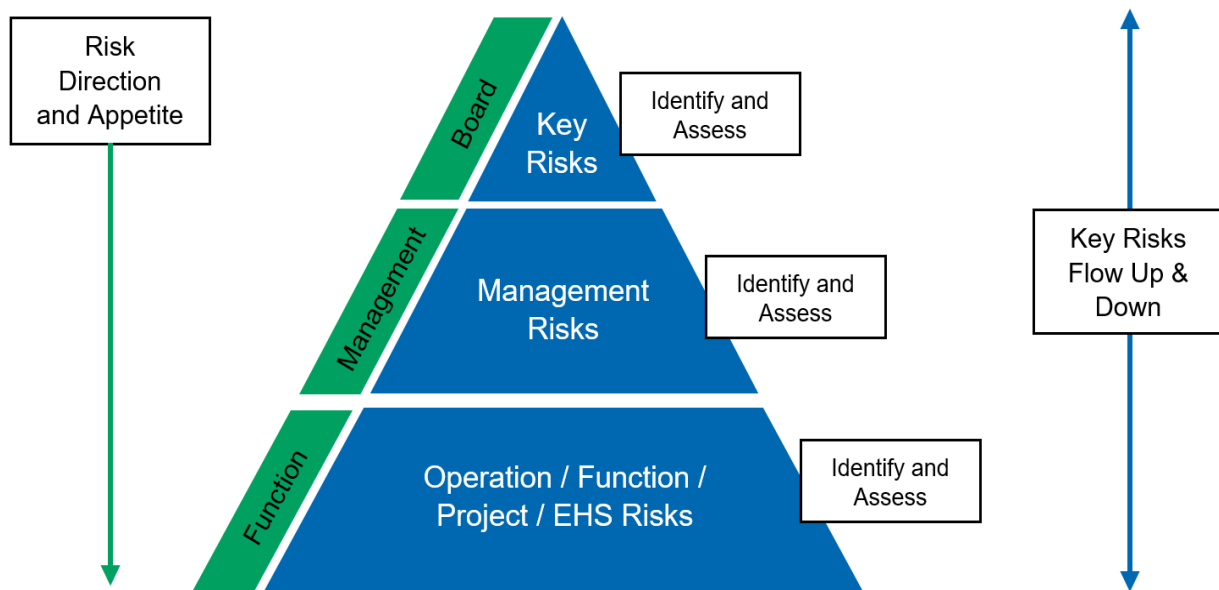 Risk
Direction
and Appetite
Board
Key
Risks
Identify and
Assess
Management
Management
Risks
Identify and
Assess
Key Risks
Flow Up &
Down
Function
Operation / Function /
Project / EHS Risks
Identify and
Assess